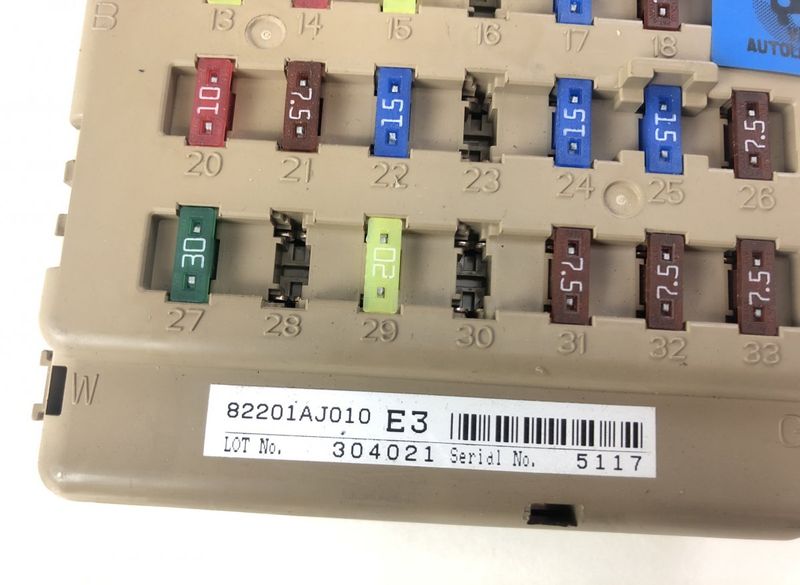 B
13 14 15 16 17 18
AUTOL
10 7.5 15 15 15 7.5
20 21 22 23 24 25 26
30 20 7.5 7.5 7.5
27 28 29 30 31 32 33
W
82201AJ010 E3
LOT No. 304021 Serial No. 5117